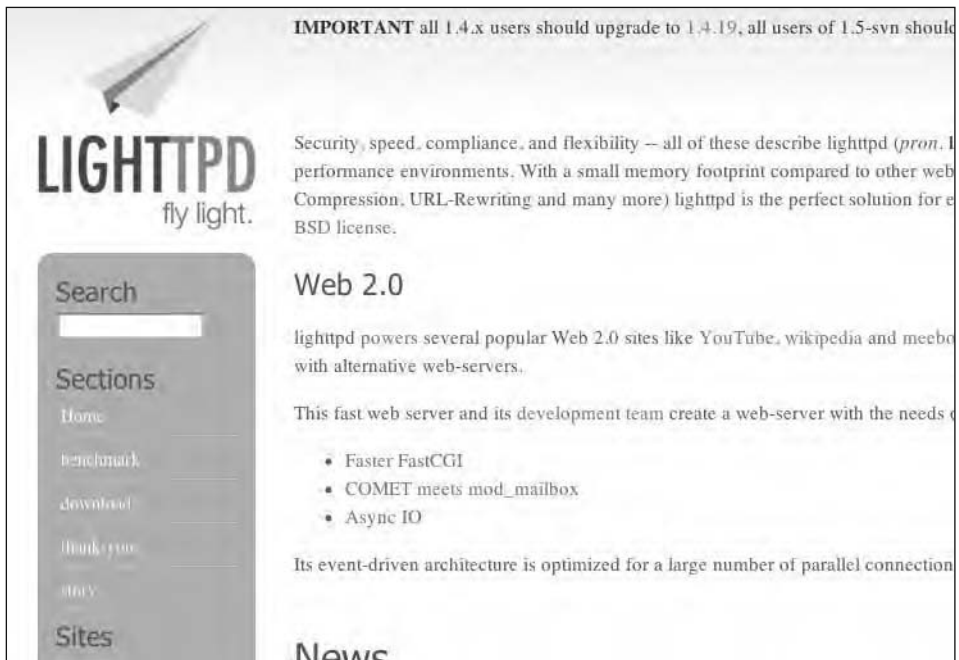 IMPORTANT all 1.4.x users should upgrade to 1.4.19, all users of 1.5-svn should
LIGHTTPD
fly light.
Security, speed, compliance, and flexibility -- all of these describe lighttpd (pron.
performance environments. With a small memory footprint compared to other web
Compression, URL-Rewriting and many more) lighttpd is the perfect solution for e
BSD license.
Search
Sections
Home
benchmark
download
thank-you
story
Sites
Web 2.0
lighttpd powers several popular Web 2.0 sites like YouTube, wikipedia and meebo
with alternative web-servers.
This fast web server and its development team create a web-server with the needs
• Faster FastCGI
• COMET meets mod_mailbox
• Async IO
Its event-driven architecture is optimized for a large number of parallel connection
News